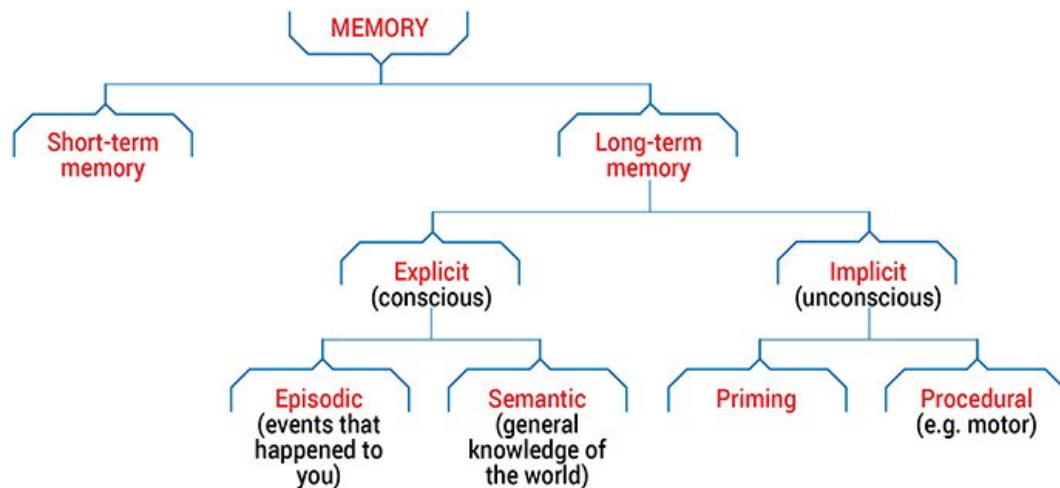 MEMORY
Short-term
memory
Long-term
memory
Explicit
(conscious)
Implicit
(unconscious)
Episodic
(events that
happened to
you)
Semantic
(general
knowledge of
the world)
Priming
Procedural
(e.g. motor)